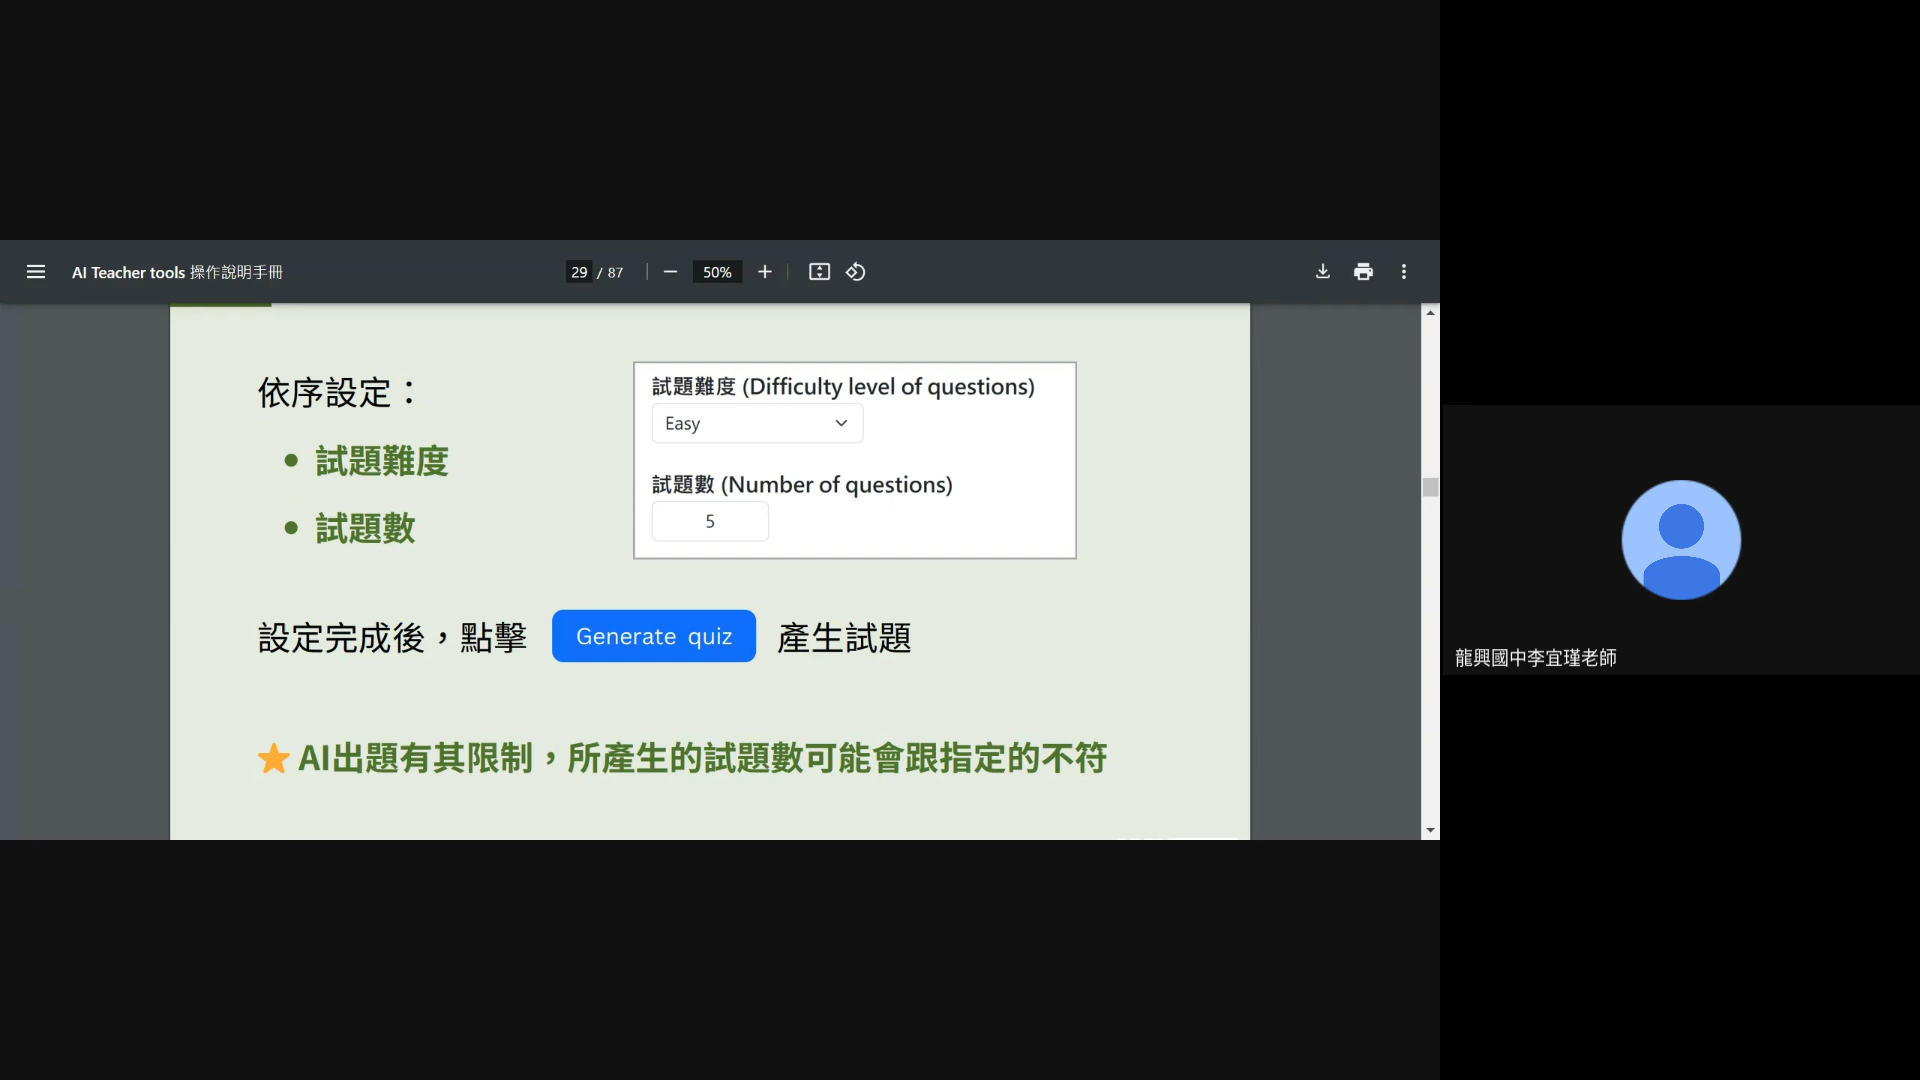 AI Teacher tools 操作說明手冊
29 / 87
50%
依序設定：
試題難度
試題數
試題難度 (Difficulty level of questions)
Easy
試題數 (Number of questions)
5
設定完成後，點擊 Generate quiz 產生試題
AI出題有其限制，所產生的試題數可能會跟指定的不符
龍興國中李宜瑾老師